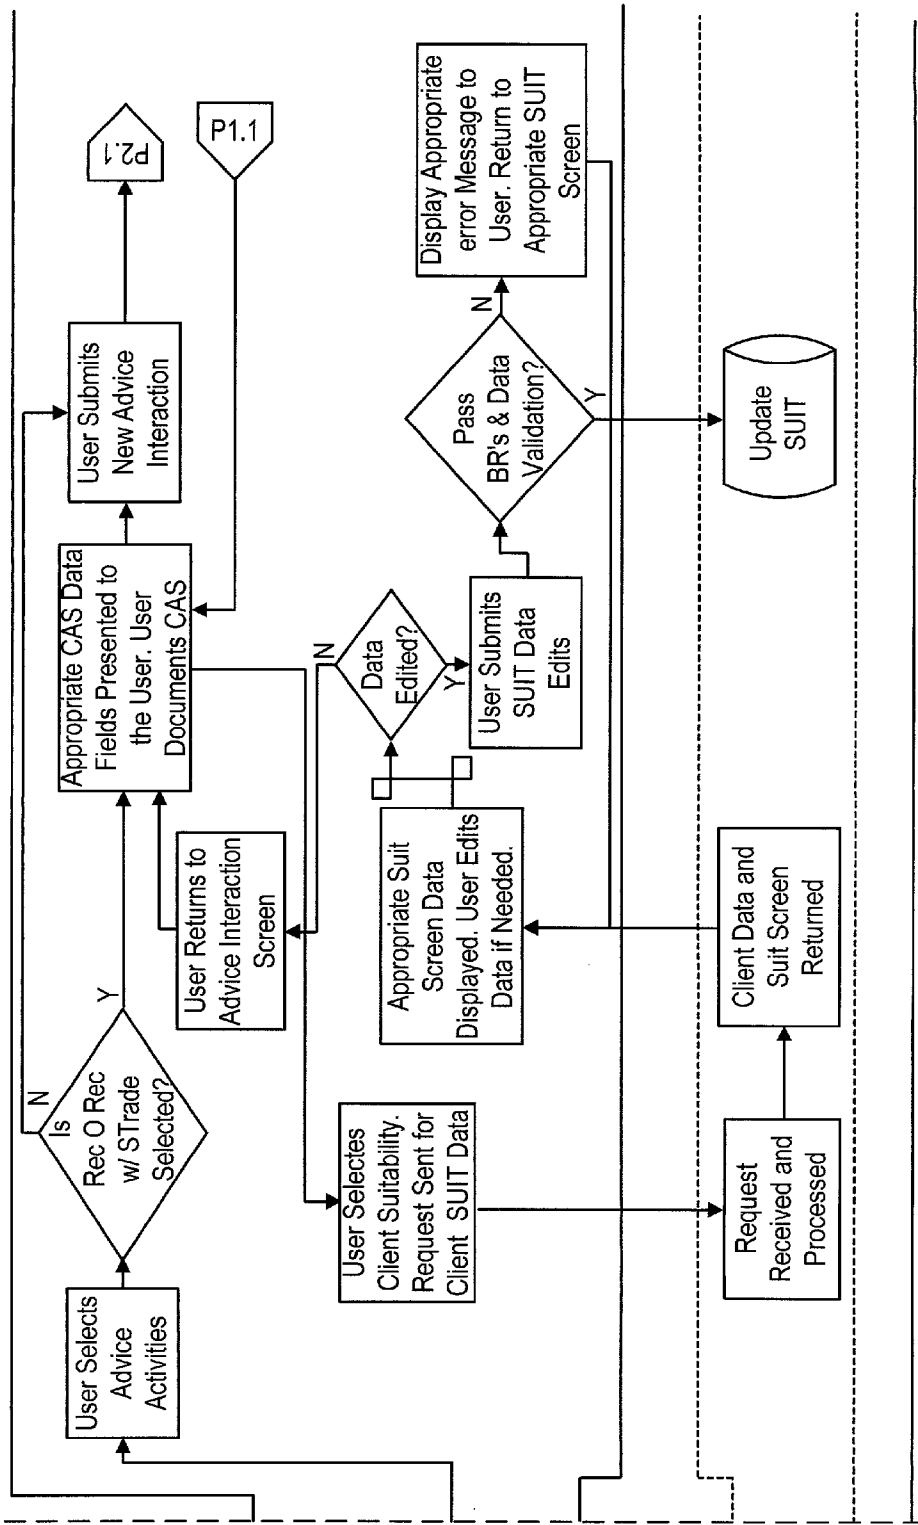 User Selects
Advice
Activities
Is
Rec O Rec
w/ STrade
Selected?
N
Y
Appropriate CAS Data
Fields Presented to
the User. User
Documents CAS
User Submits
New Advice
Interaction
P2.1
P1.1
User Returns to
Advice Interaction
Screen
User Selectes
Client Suitability.
Request Sent for
Client SUIT Data
Appropriate Suit
Screen Data
Displayed. User Edits
Data if Needed.
Data
Edited?
N
Y
User Submits
SUIT Data
Edits
Pass
BR's & Data
Validation?
N
Y
Display Appropriate
error Message to
User. Return to
Appropriate SUIT
Screen
Request
Received and
Processed
Client Data and
Suit Screen
Returned
Update
SUIT